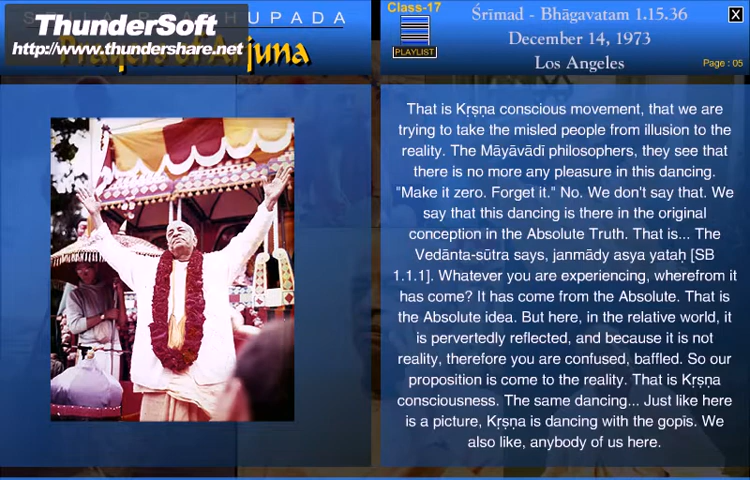 ThunderSoft
http://www.thundershare.net
HUPADA
Prayers of Arjuna
Class-17
PLAYLIST
Śrīmad - Bhāgavatam 1.15.36
December 14, 1973
Los Angeles
X
Page : 05
That is Kṛṣṇa conscious movement, that we are
trying to take the misled people from illusion to the
reality. The Māyāvādī philosophers, they see that
there is no more any pleasure in this dancing.
"Make it zero. Forget it." No. We don't say that. We
say that this dancing is there in the original
conception in the Absolute Truth. That is... The
Vedānta-sūtra says, janmādy asya yataḥ [SB
1.1.1]. Whatever you are experiencing, wherefrom it
has come? It has come from the Absolute. That is
the Absolute idea. But here, in the relative world, it
is pervertedly reflected, and because it is not
reality, therefore you are confused, baffled. So our
proposition is come to the reality. That is Kṛṣṇa
consciousness. The same dancing... Just like here
is a picture, Kṛṣṇa is dancing with the gopīs. We
also like, anybody of us here.